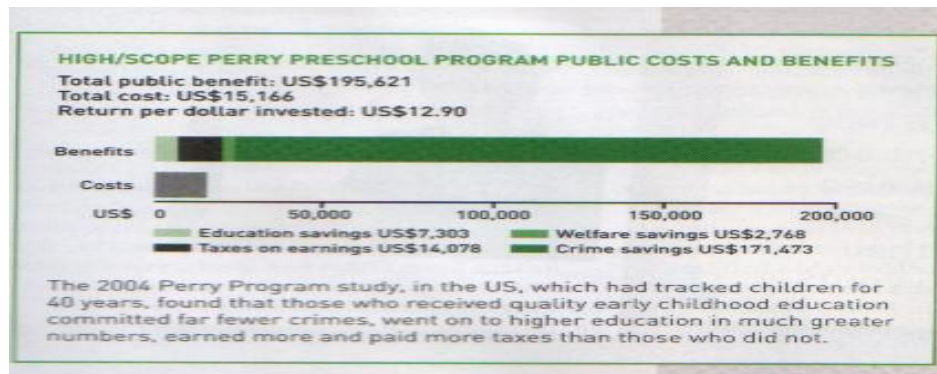 HIGH/SCOPE PERRY PRESCHOOL PROGRAM PUBLIC COSTS AND BENEFITS
Total public benefit: US$195,621
Total cost: US$15,166
Return per dollar invested: US$12.90
Benefits
Costs
US$ 0 50,000 100,000 150,000 200,000
Education savings US$7,303 Welfare savings US$2,768
Taxes on earnings US$14,078 Crime savings US$171,473
The 2004 Perry Program study, in the US, which had tracked children for
40 years, found that those who received quality early childhood education
committed far fewer crimes, went on to higher education in much greater
numbers, earned more and paid more taxes than those who did not.